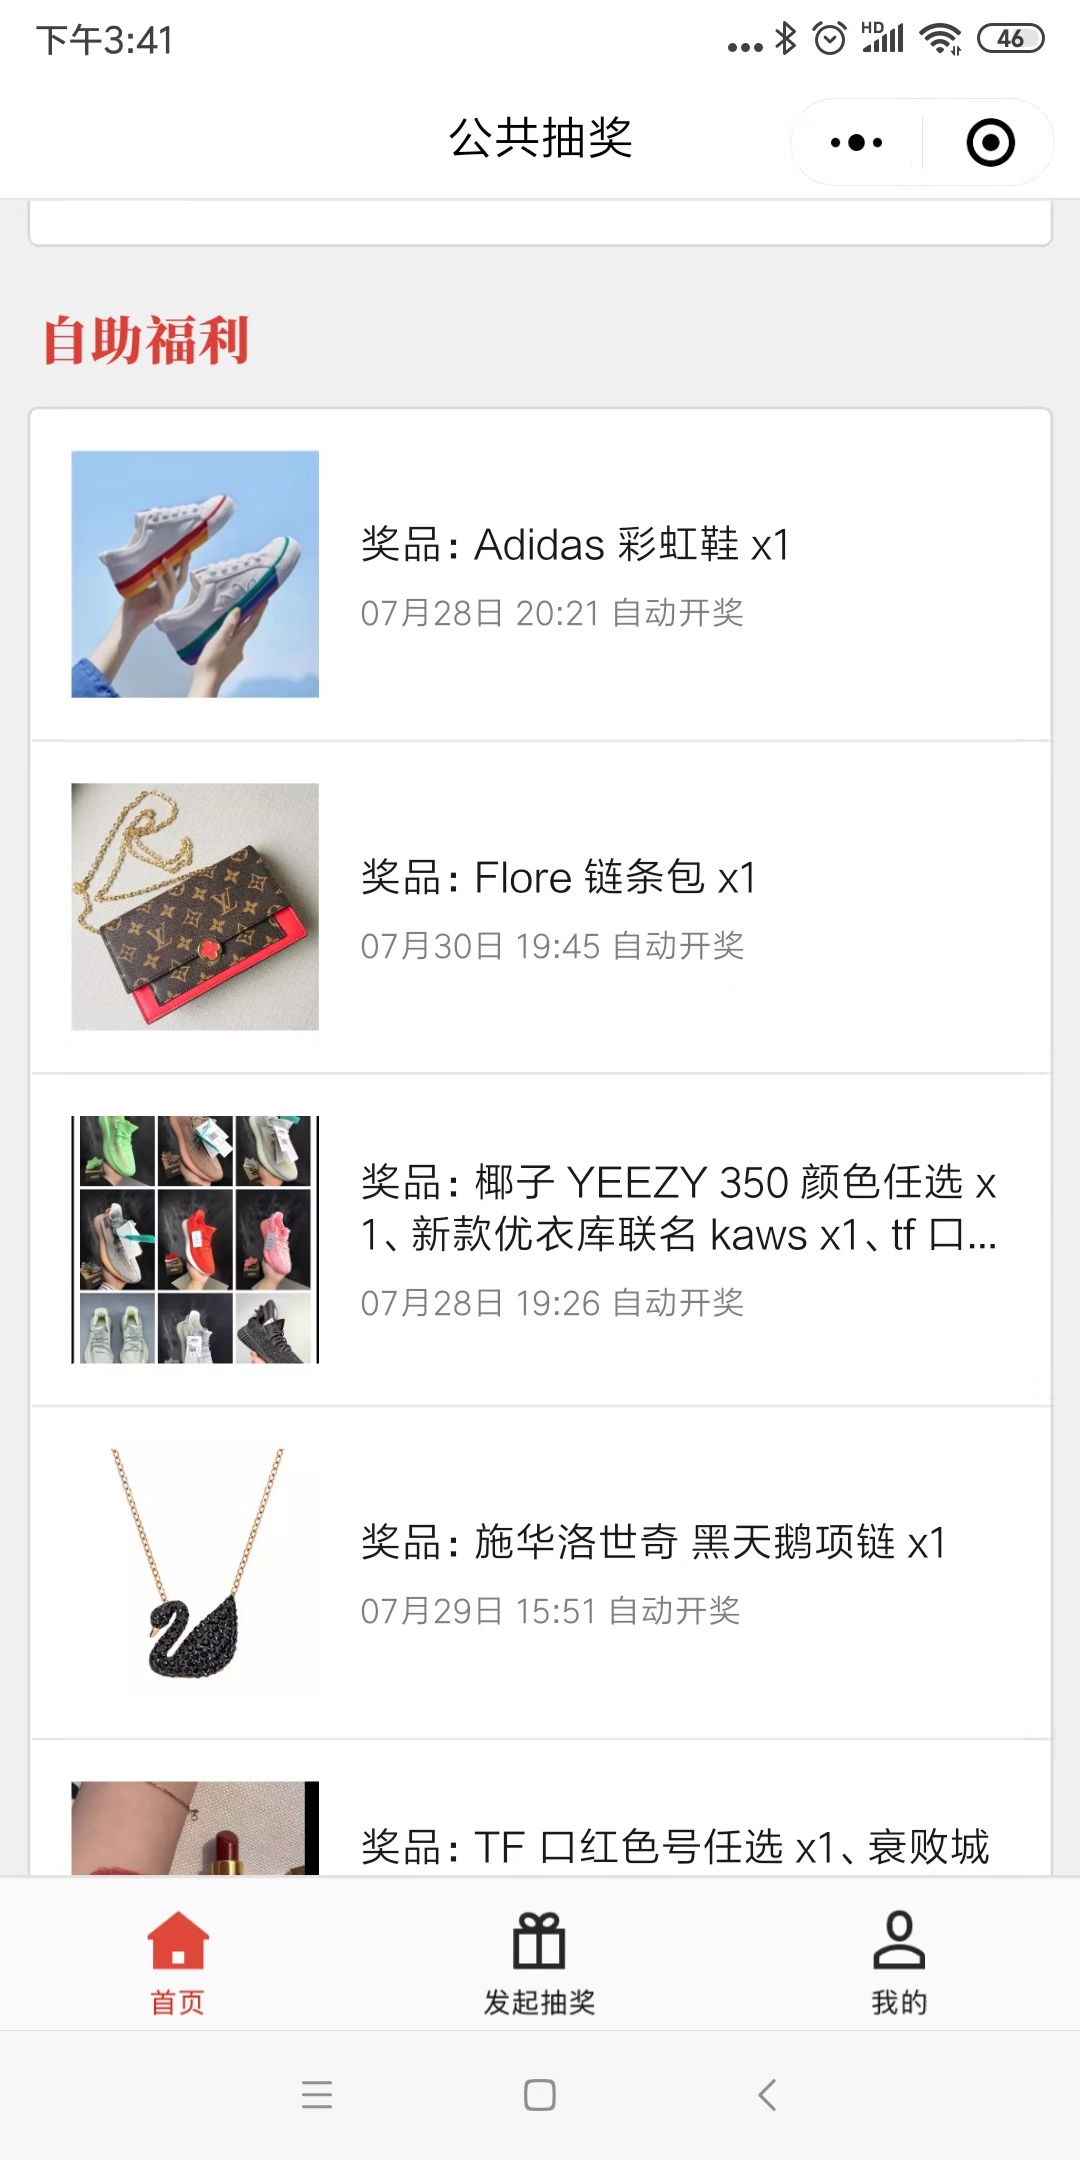 下午3:41
HD
46
公共抽奖
自助福利
奖品：Adidas 彩虹鞋 x1
07月28日 20:21 自动开奖
奖品：Flore 链条包 x1
07月30日 19:45 自动开奖
奖品：椰子 YEEZY 350 颜色任选 x
1、新款优衣库联名 kaws x1、tf 口...
07月28日 19:26 自动开奖
奖品：施华洛世奇 黑天鹅项链 x1
07月29日 15:51 自动开奖
奖品：TF 口红色号任选 x1、衰败城
首页
发起抽奖
我的